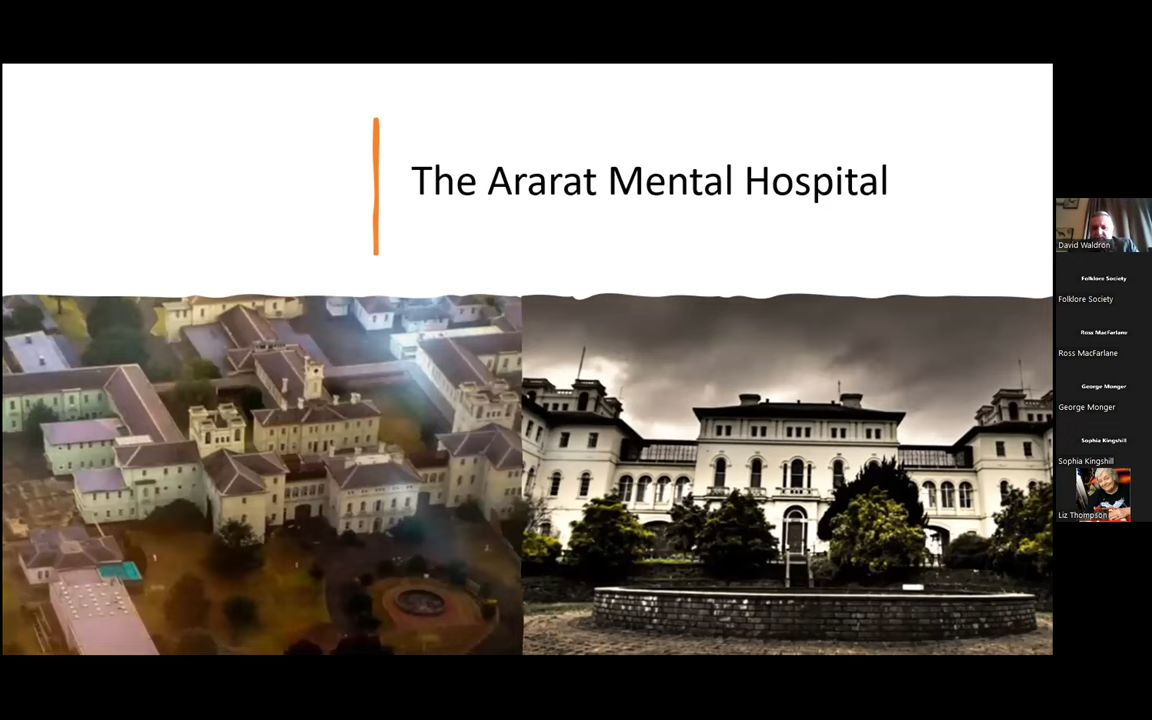 The Ararat Mental Hospital
David Waldron
Folklore Society
Folklore Society
Ross MacFarlane
Ross MacFarlane
George Monger
George Monger
Sophia Kingshill
Sophia Kingshill
Liz Thompson